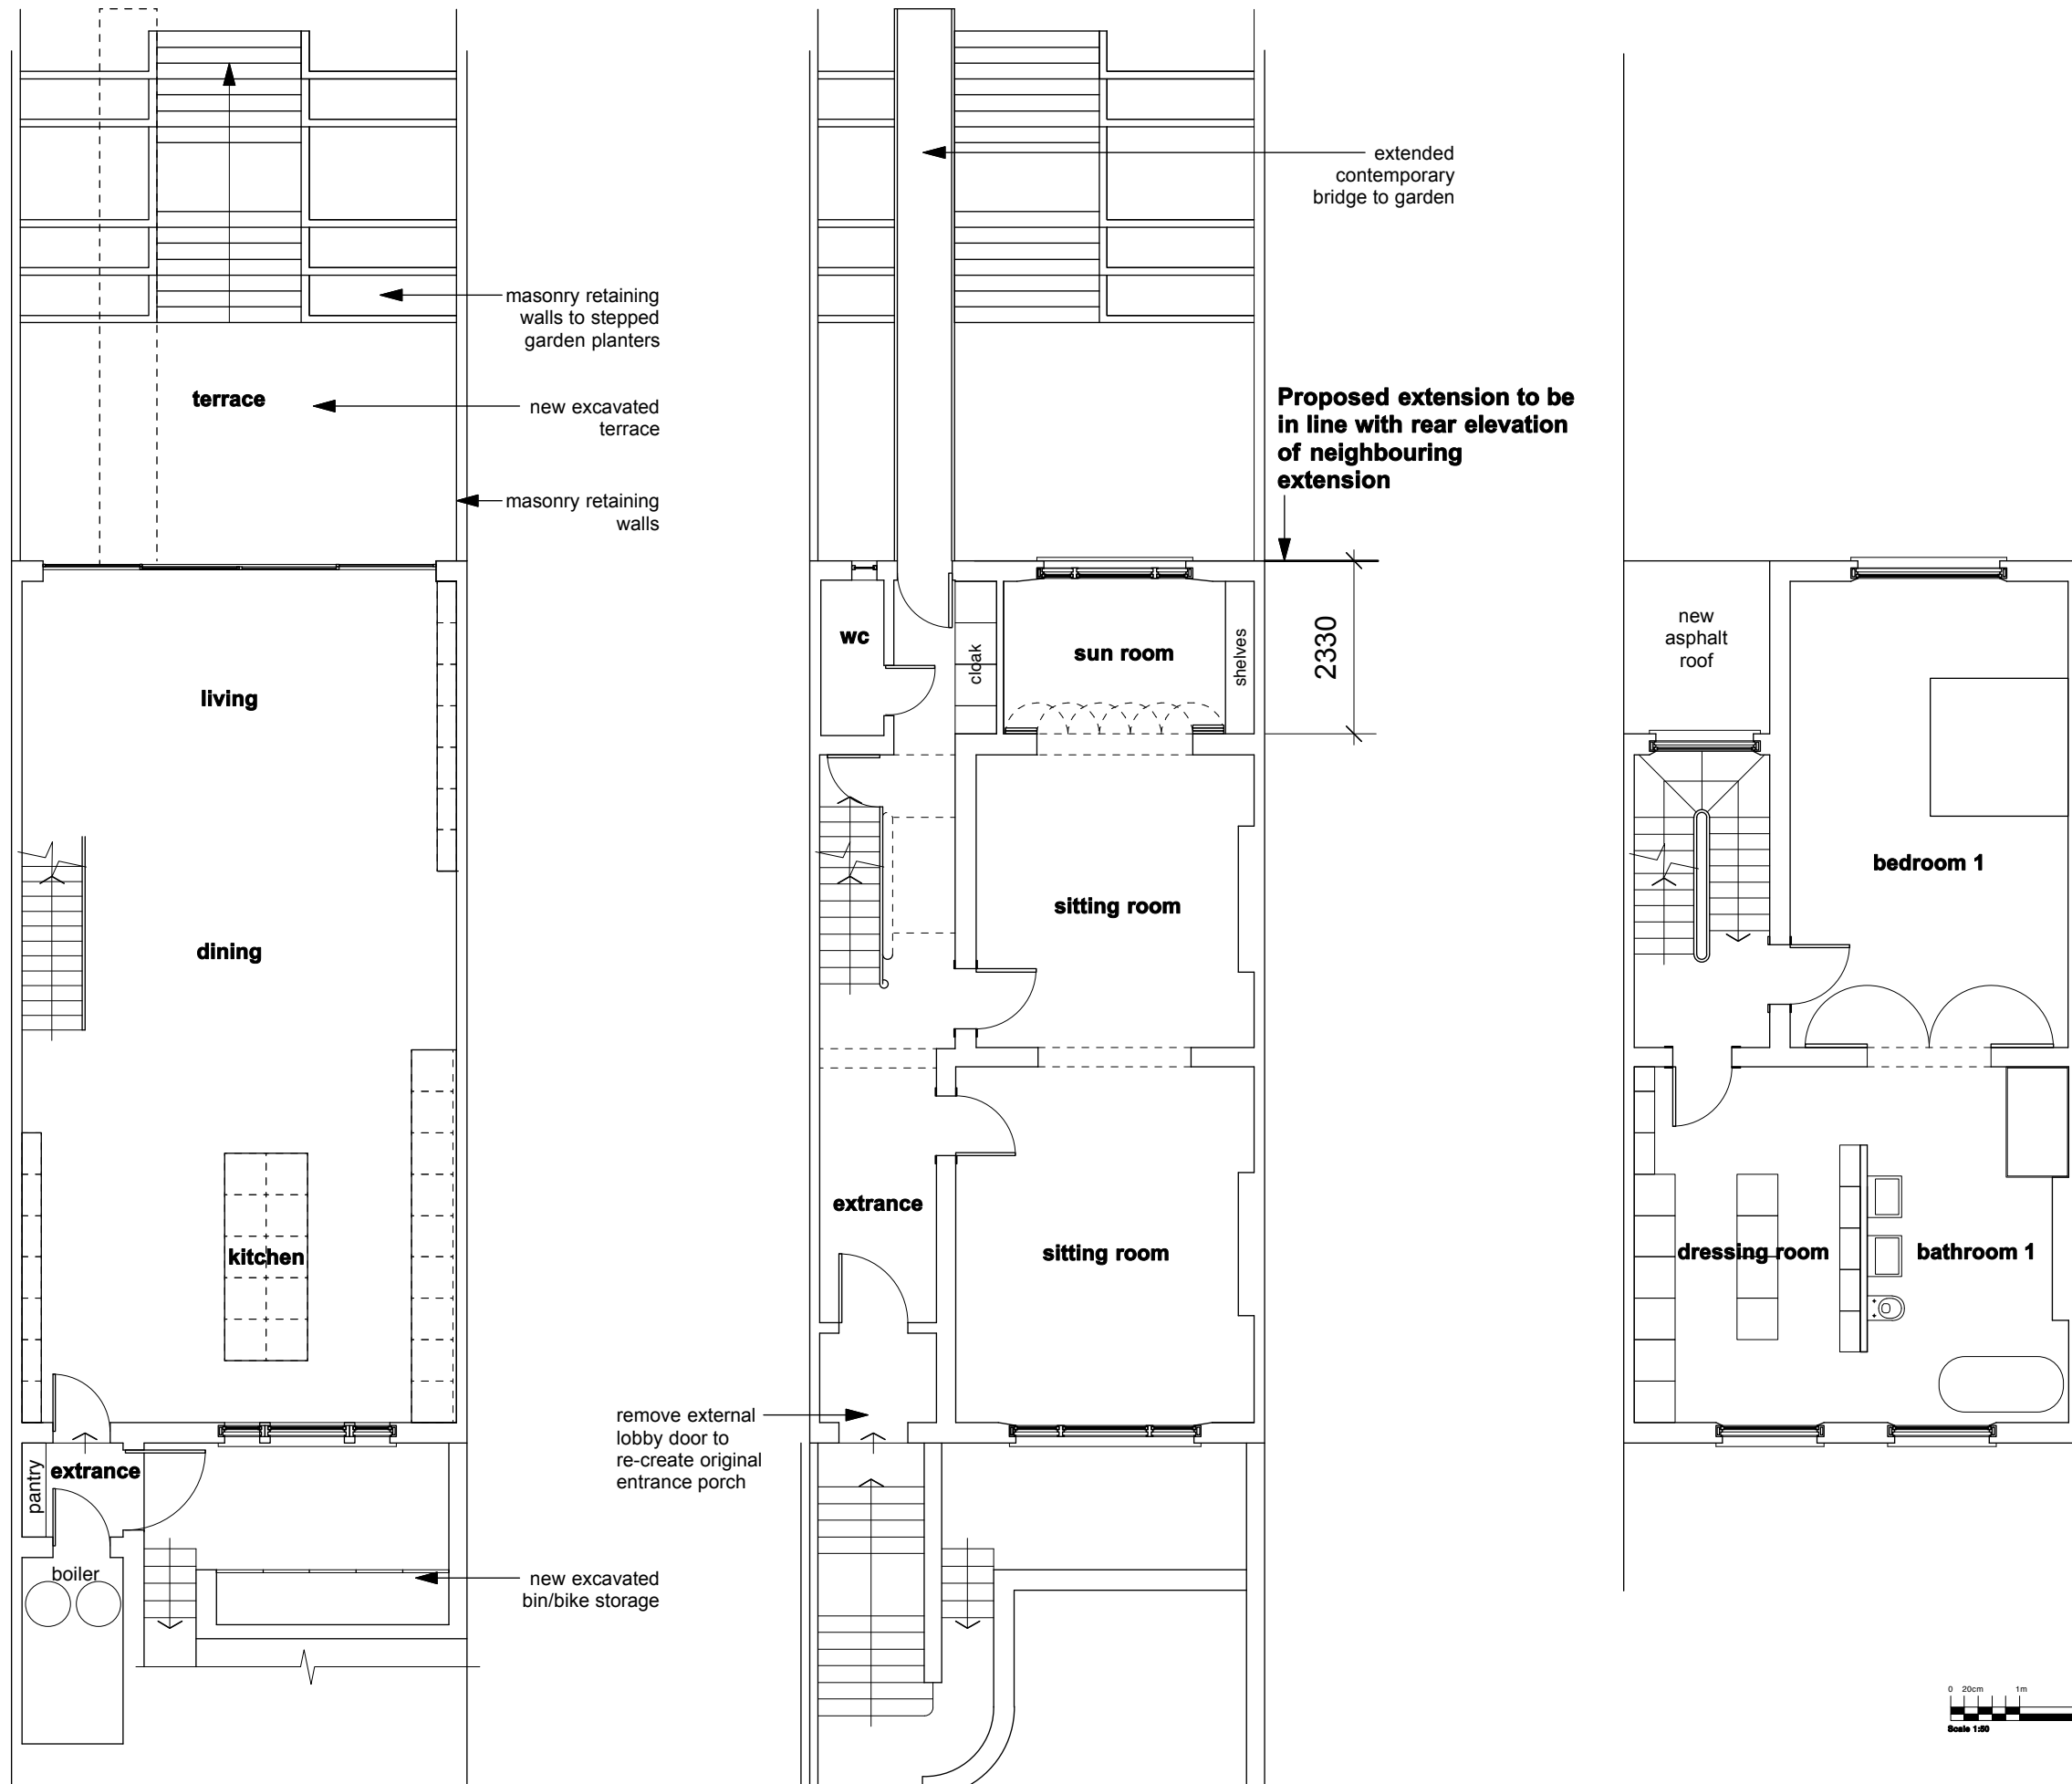 masonry retaining
walls to stepped
garden planters
terrace
new excavated
terrace
masonry retaining
walls
living
dining
kitchen
pantry
extrance
boiler
new excavated
bin/bike storage
extended
contemporary
bridge to garden
Proposed extension to be
in line with rear elevation
of neighbouring
extension
wc
cloak
sun room
shelves
2330
sitting room
extrance
sitting room
remove external
lobby door to
re-create original
entrance porch
new
asphalt
roof
bedroom 1
dressing room
bathroom 1
0 20cm 1m
Scale 1:50